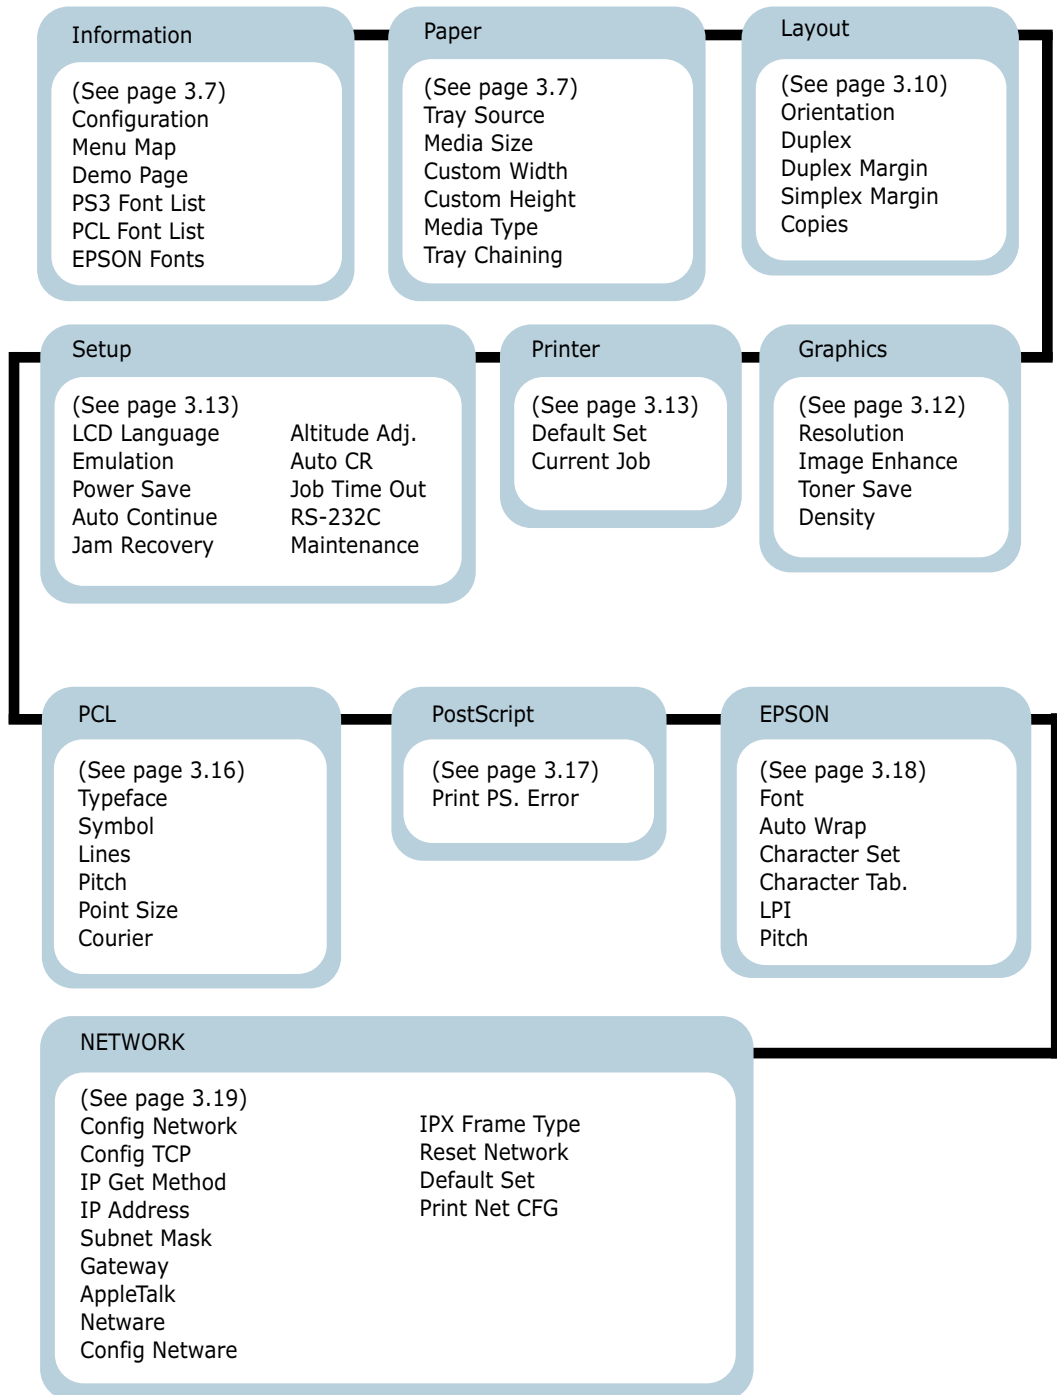 Information
(See page 3.7)
Configuration
Menu Map
Demo Page
PS3 Font List
PCL Font List
EPSON Fonts
Paper
(See page 3.7)
Tray Source
Media Size
Custom Width
Custom Height
Media Type
Tray Chaining
Layout
(See page 3.10)
Orientation
Duplex
Duplex Margin
Simplex Margin
Copies
Setup
(See page 3.13)
LCD Language
Emulation
Power Save
Auto Continue
Jam Recovery
Altitude Adj.
Auto CR
Job Time Out
RS-232C
Maintenance
Printer
(See page 3.13)
Default Set
Current Job
Graphics
(See page 3.12)
Resolution
Image Enhance
Toner Save
Density
PCL
(See page 3.16)
Typeface
Symbol
Lines
Pitch
Point Size
Courier
PostScript
(See page 3.17)
Print PS. Error
EPSON
(See page 3.18)
Font
Auto Wrap
Character Set
Character Tab.
LPI
Pitch
NETWORK
(See page 3.19)
Config Network
Config TCP
IP Get Method
IP Address
Subnet Mask
Gateway
AppleTalk
Netware
Config Netware
IPX Frame Type
Reset Network
Default Set
Print Net CFG